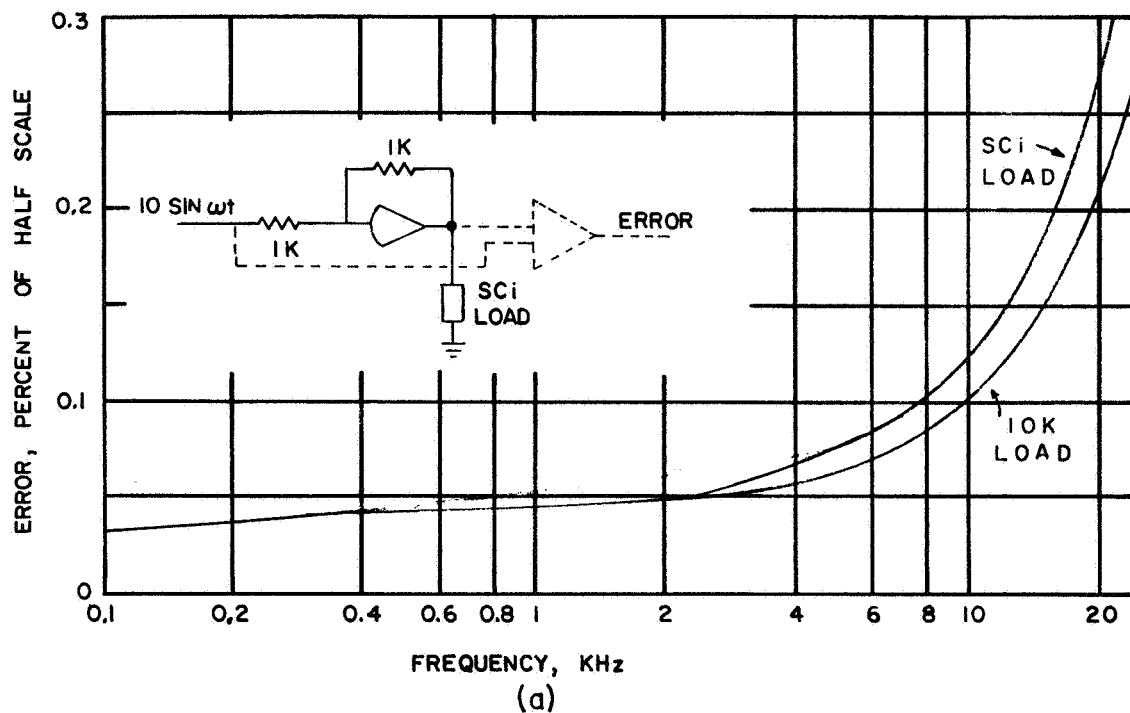 0.3
0.2
0.1
0
ERROR, PERCENT OF HALF SCALE
1K
10 SIN ωt
1K
ERROR
SCi
LOAD
SCi
LOAD
10K
LOAD
0.1 0.2 0.4 0.6 0.8 1 2 4 6 8 10 20
FREQUENCY, KHz
(a)